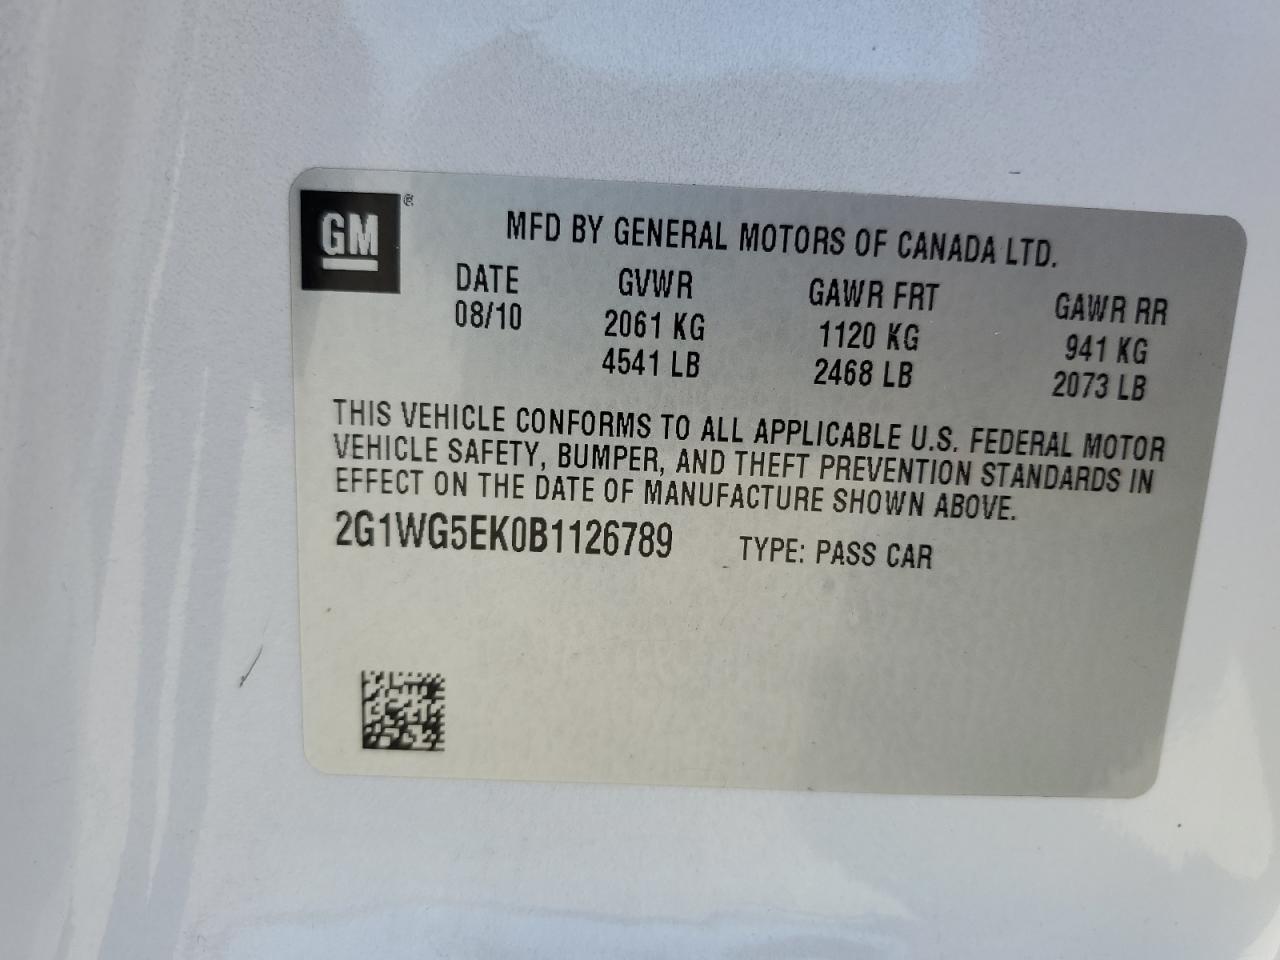 GM ®
MFD BY GENERAL MOTORS OF CANADA LTD.
DATE GVWR GAWR FRT GAWR RR
08/10 2061 KG 1120 KG 941 KG
4541 LB 2468 LB 2073 LB
THIS VEHICLE CONFORMS TO ALL APPLICABLE U.S. FEDERAL MOTOR
VEHICLE SAFETY, BUMPER, AND THEFT PREVENTION STANDARDS IN
EFFECT ON THE DATE OF MANUFACTURE SHOWN ABOVE.
2G1WG5EK0B1126789 TYPE: PASS CAR